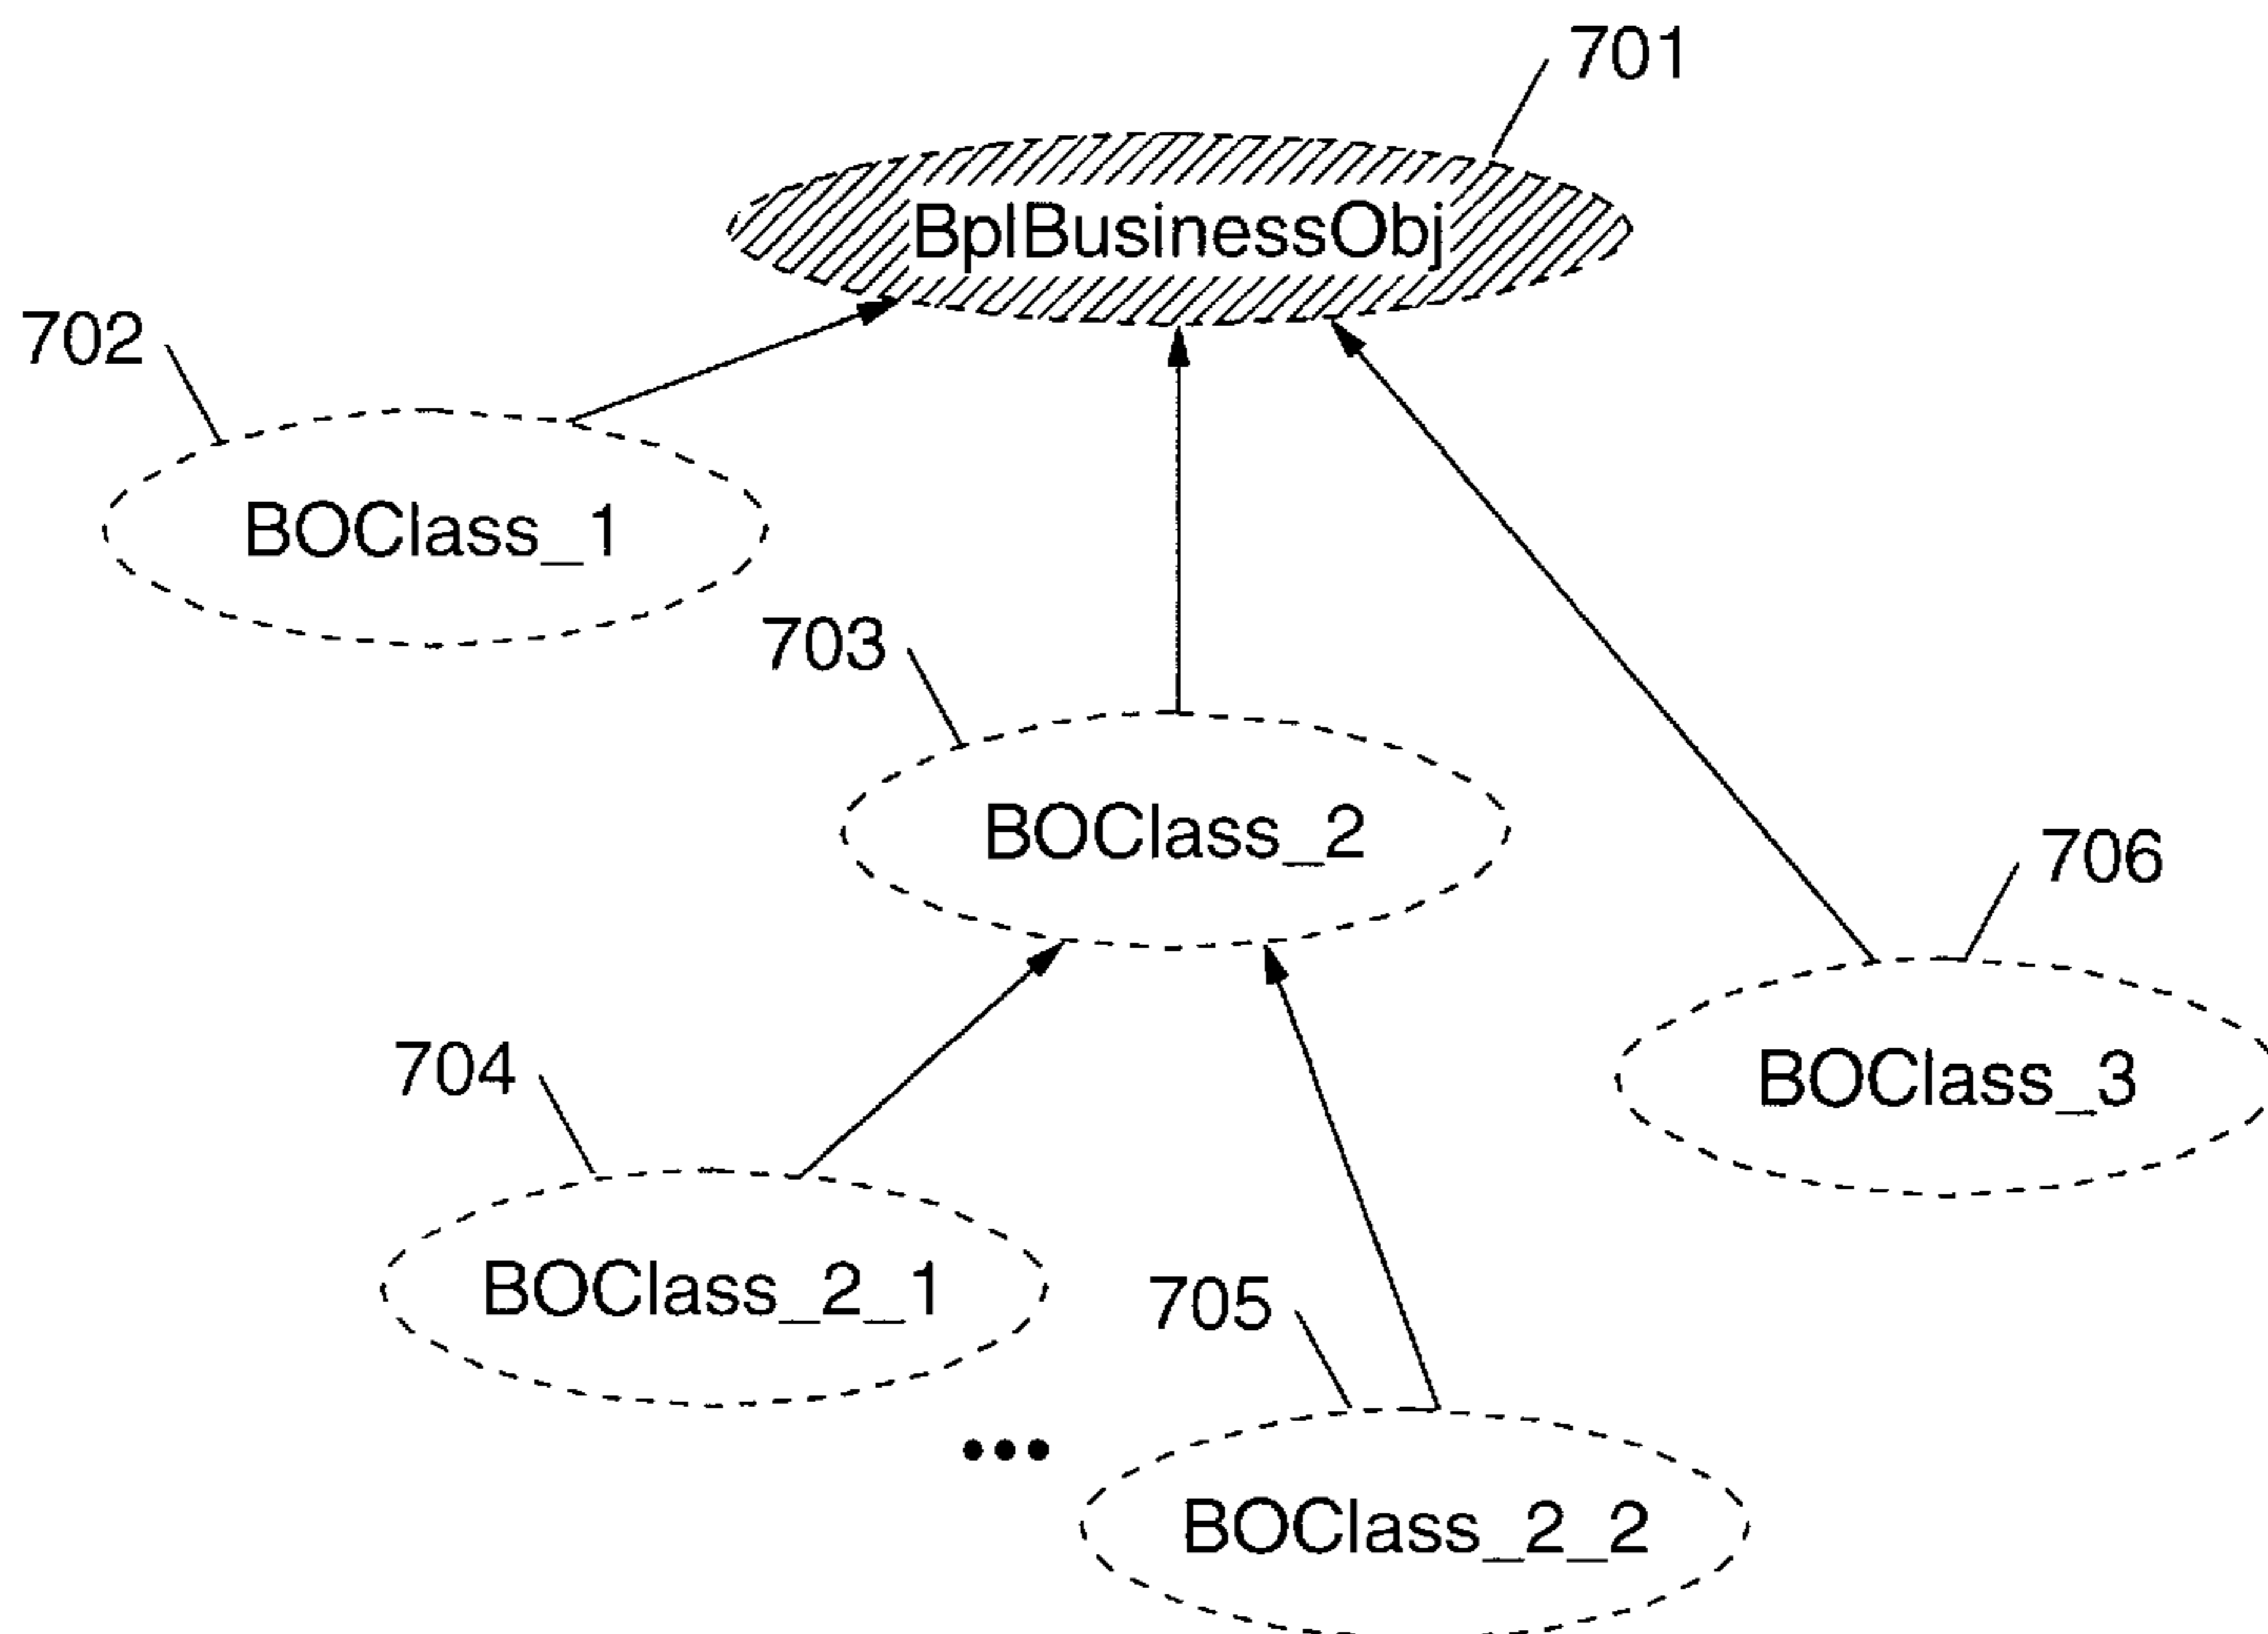 701
BplBusinessObj
702
BOClass_1
703
BOClass_2
706
BOClass_3
704
BOClass_2_1
705
BOClass_2_2